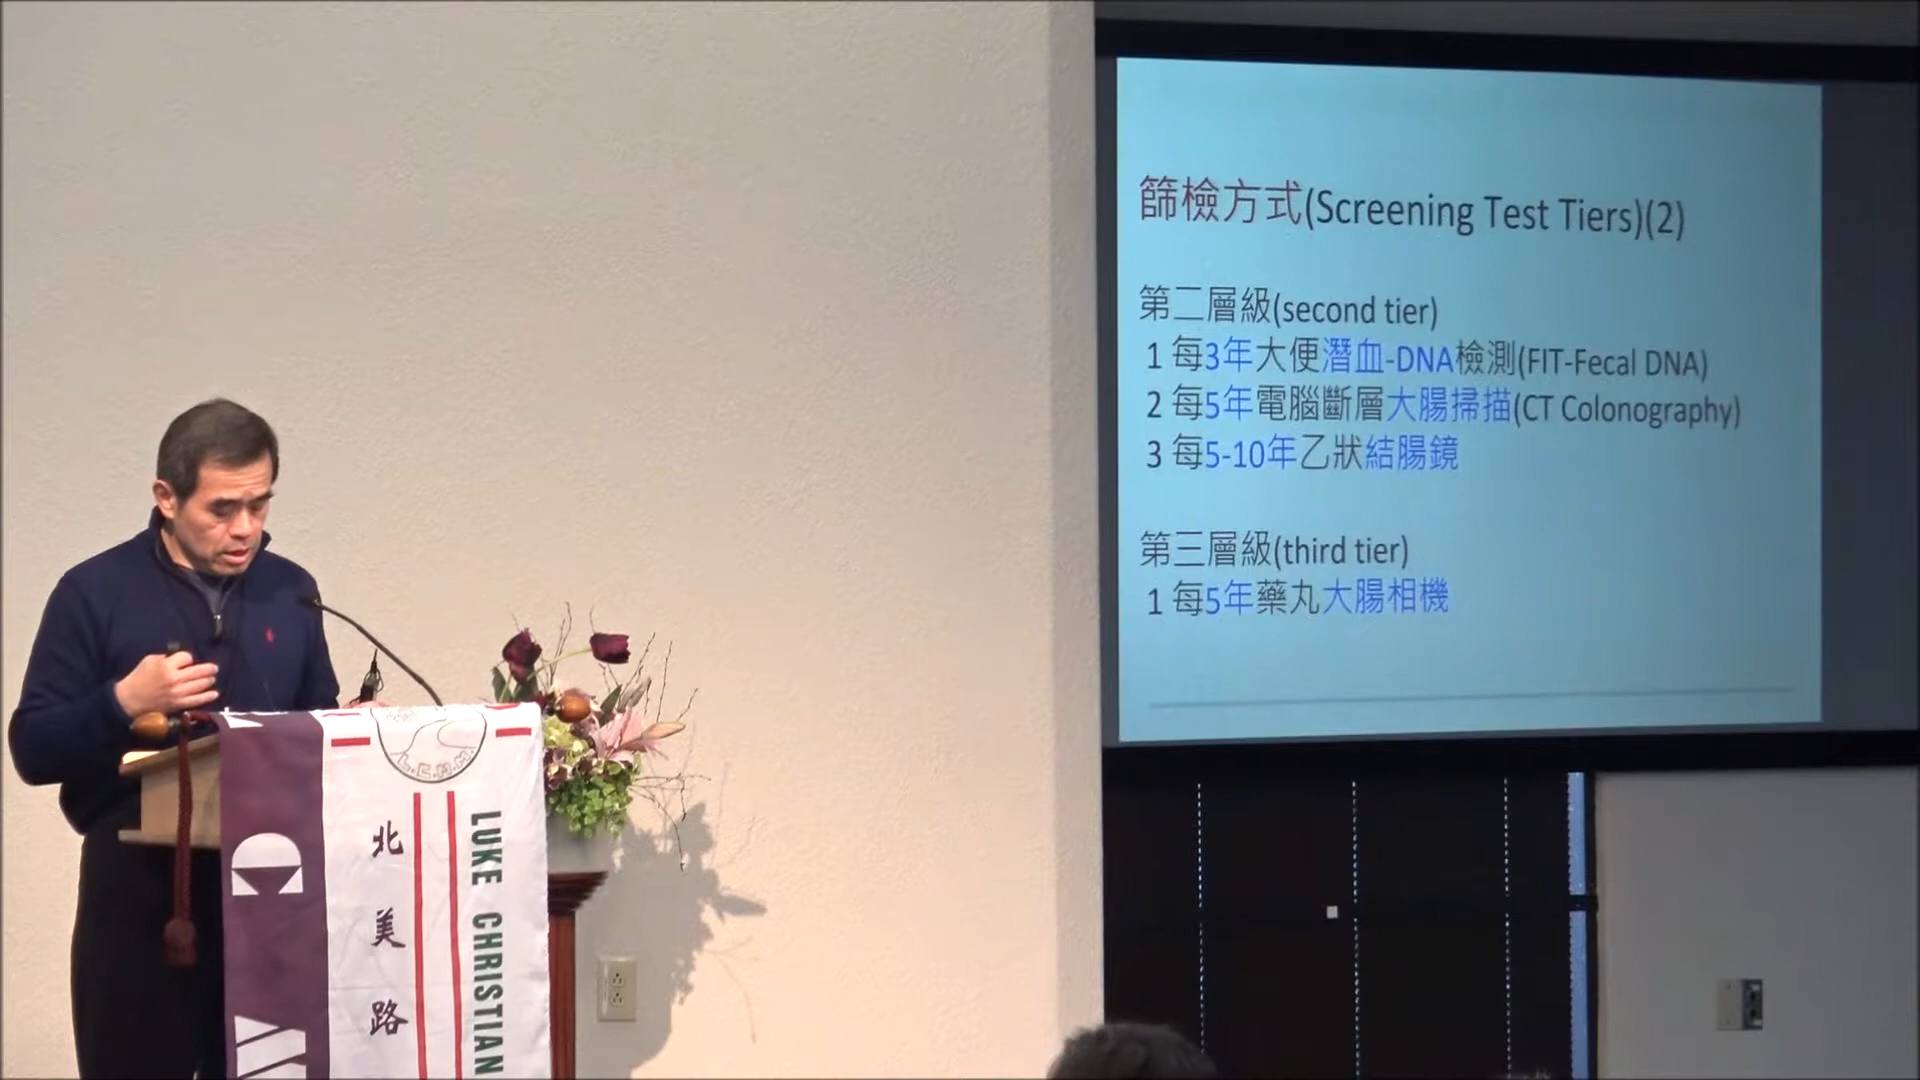 篩檢方式(Screening Test Tiers)(2)
第二層級(second tier)
1 每3年大便潛血-DNA檢測(FIT-Fecal DNA)
2 每5年電腦斷層大腸掃描(CT Colonography)
3 每5-10年乙狀結腸鏡
第三層級(third tier)
1 每5年藥丸大腸相機
L.C.M.M.
北美路
LUKE CHRISTIAN